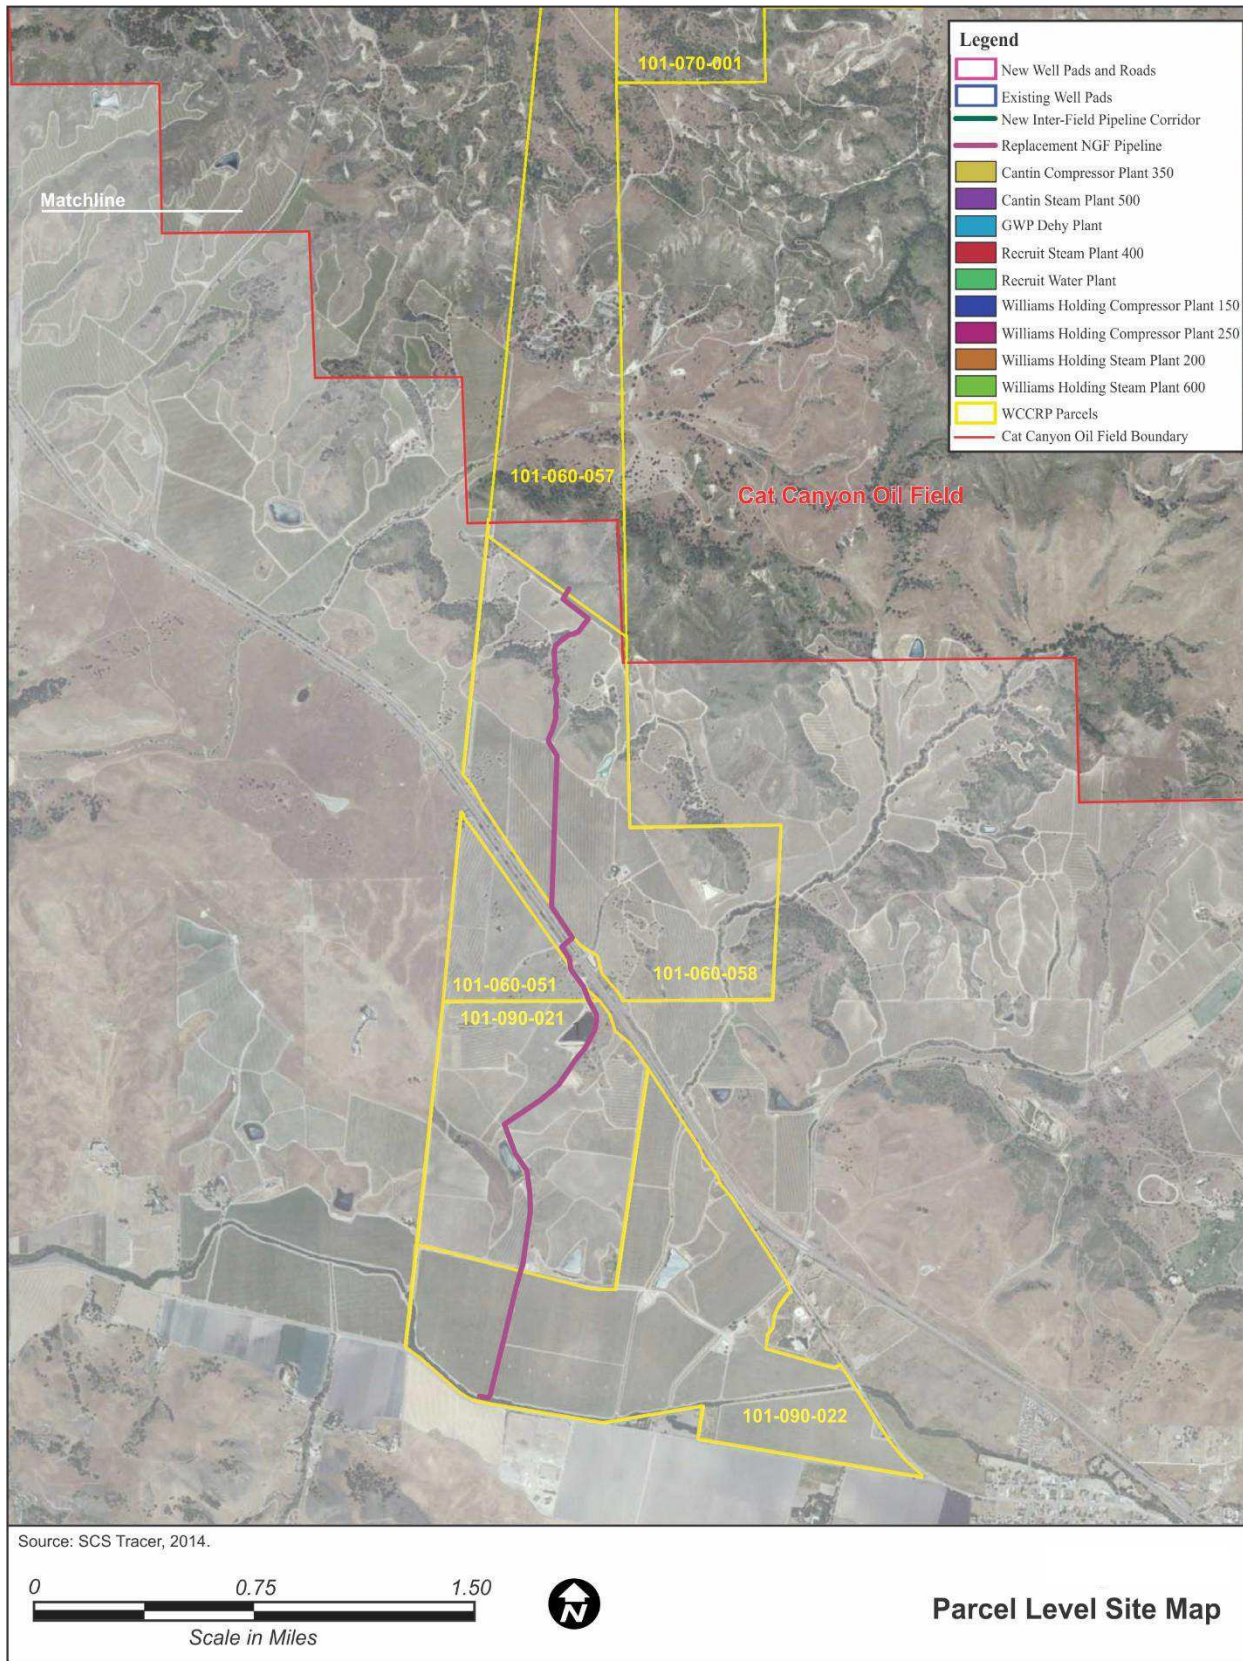 101-070-001
Legend
New Well Pads and Roads
Existing Well Pads
New Inter-Field Pipeline Corridor
Replacement NGF Pipeline
Cantin Compressor Plant 350
Cantin Steam Plant 500
GWP Dehy Plant
Recruit Steam Plant 400
Recruit Water Plant
Williams Holding Compressor Plant 150
Williams Holding Compressor Plant 250
Williams Holding Steam Plant 200
Williams Holding Steam Plant 600
WCCRP Parcels
Cat Canyon Oil Field Boundary
Matchline
101-060-057
Cat Canyon Oil Field
101-060-051
101-060-058
101-090-021
101-090-022
Source: SCS Tracer, 2014.
0 0.75 1.50
Scale in Miles
N
Parcel Level Site Map